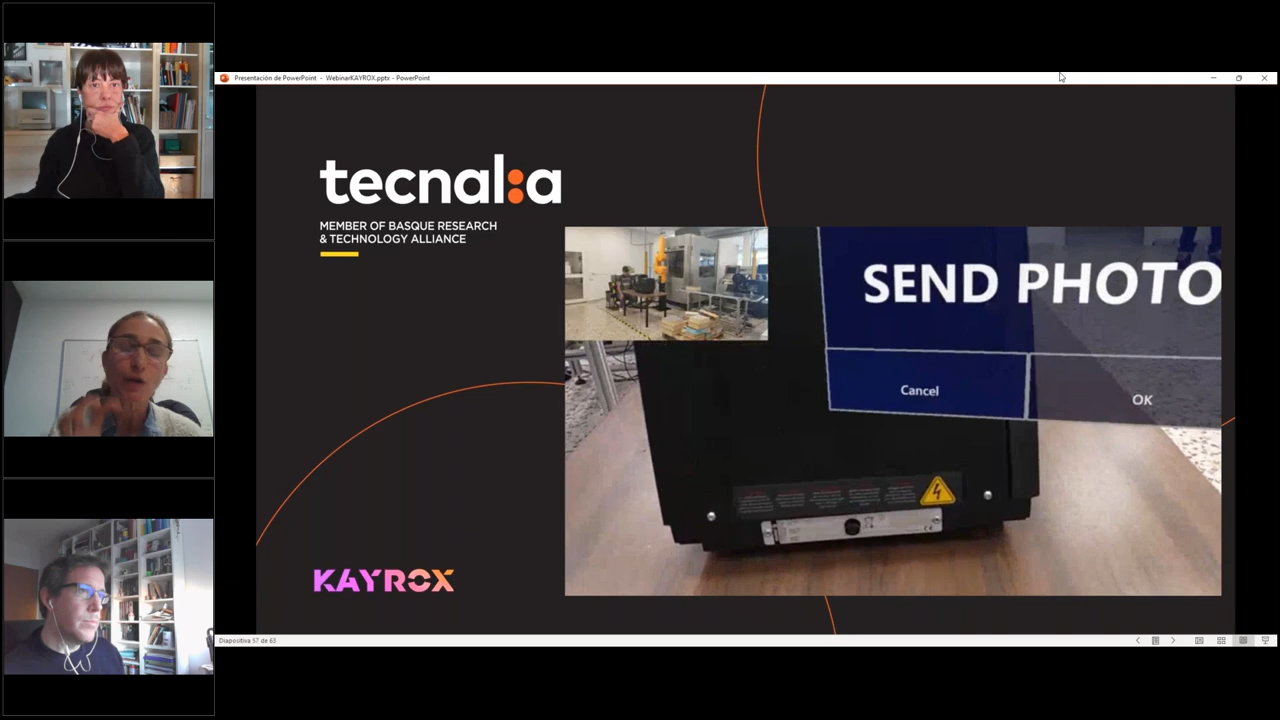 Presentación de PowerPoint - WebinarKAYROX.pptx - PowerPoint
tecnal:a
MEMBER OF BASQUE RESEARCH
& TECHNOLOGY ALLIANCE
SEND PHOTO
Cancel
OK
KAYROX
Diapositiva 57 de 63